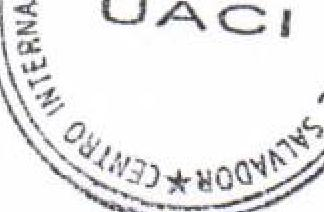 UACI
SALVADOR★CENTRO INTERNA